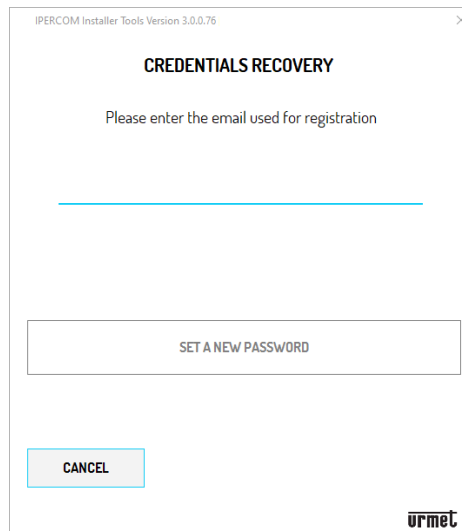 IPERCOM Installer Tools Version 3.0.0.76
CREDENTIALS RECOVERY
Please enter the email used for registration
SET A NEW PASSWORD
CANCEL
urmet